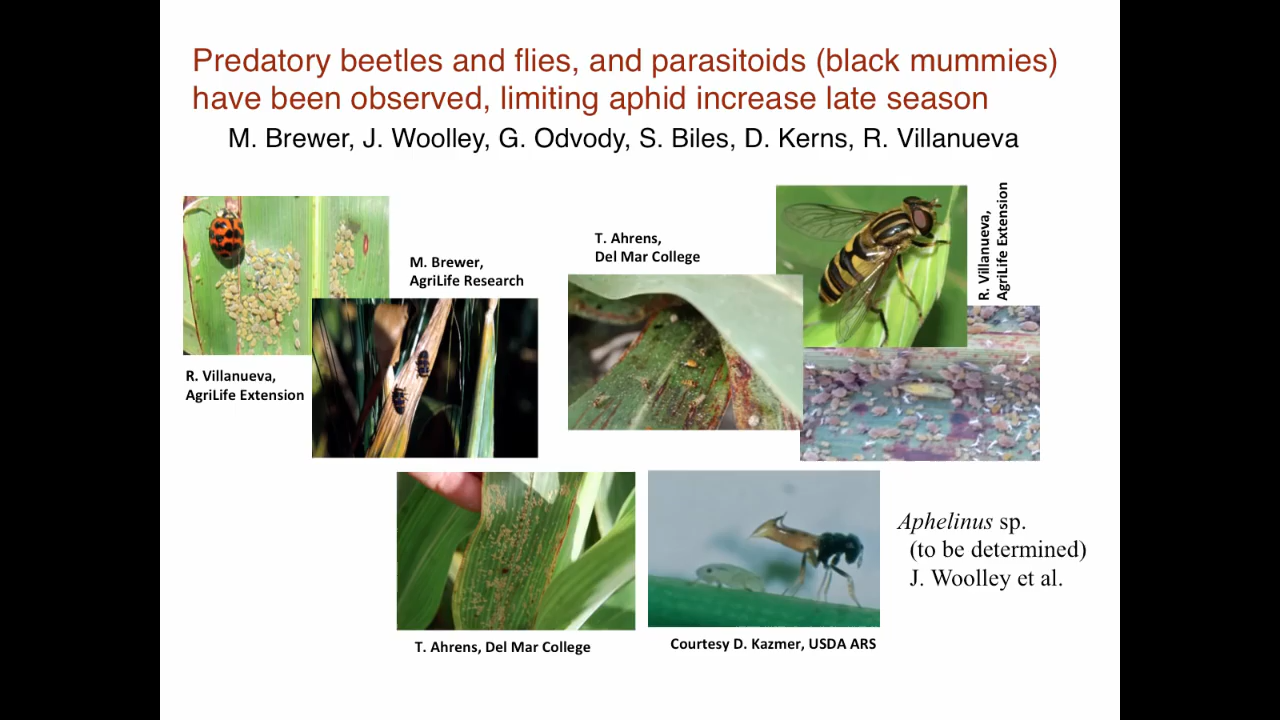 Predatory beetles and flies, and parasitoids (black mummies)
have been observed, limiting aphid increase late season
M. Brewer, J. Woolley, G. Odvody, S. Biles, D. Kerns, R. Villanueva
R. Villanueva,
AgriLife Extension
M. Brewer,
AgriLife Research
T. Ahrens,
Del Mar College
R. Villanueva,
AgriLife Extension
T. Ahrens, Del Mar College
Courtesy D. Kazmer, USDA ARS
Aphelinus sp.
(to be determined)
J. Woolley et al.